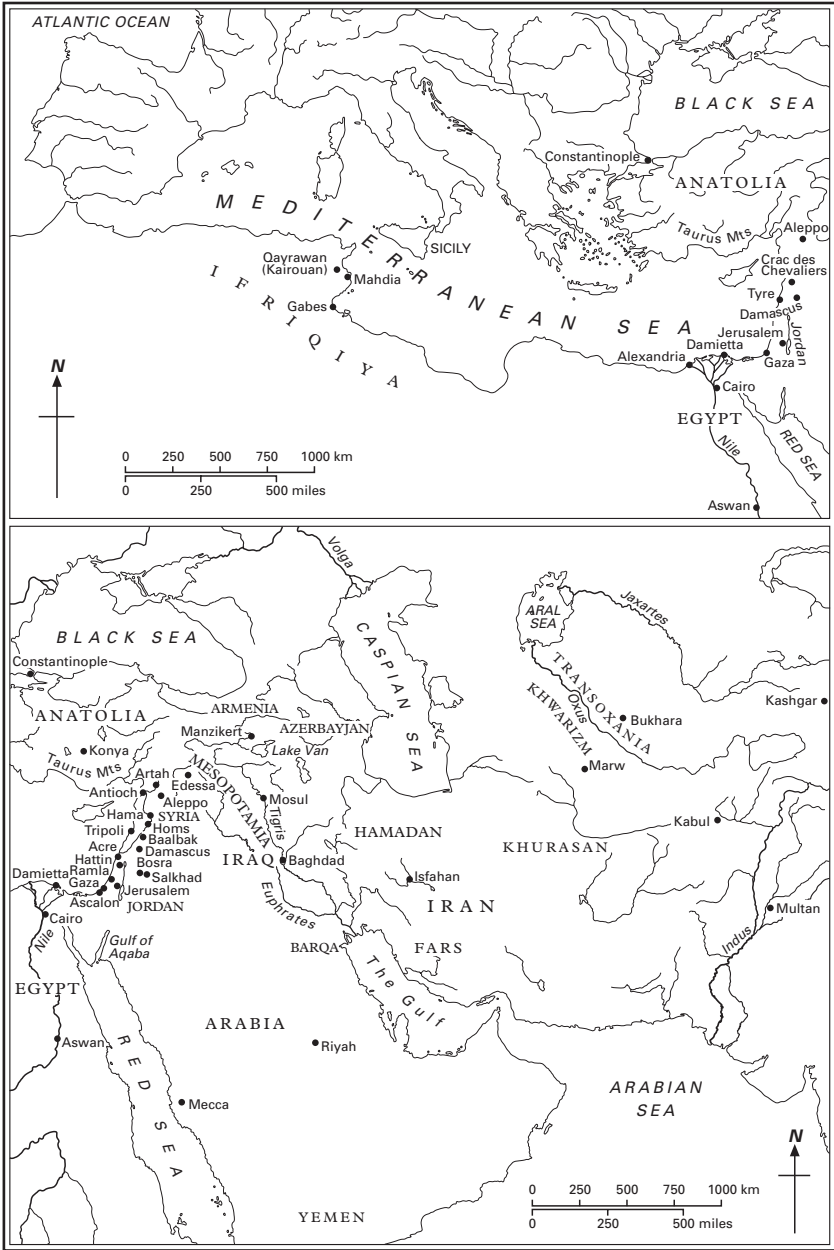 ATLANTIC OCEAN
BLACK SEA
Constantinople
ANATOLIA
MEDITERRANEAN SEA
Taurus Mts
Aleppo
SICILY
Qayrawan
(Kairouan)
Mahdia
Crac des
Chevaliers
IFRIQIYA
Gabes
Tyre
Damascus
Jerusalem
Jordan
Damietta
Alexandria
Gaza
N
Cairo
EGYPT
Nile
RED SEA
0 250 500 750 1000 km
0 250 500 miles
Aswan
Volga
ARAL
SEA
Jaxartes
BLACK SEA
CASPIAN SEA
Constantinople
TRANSOXANIA
Oxus
KHWARIZM
Kashgar
ARMENIA
ANATOLIA
Bukhara
Manzikert
AZERBAYJAN
Konya
Lake Van
Taurus Mts
Marw
Artah
MESOPOTAMIA
Antioch
Edessa
Aleppo
Mosul
Hama
SYRIA
Tigris
Kabul
Tripoli
Homs
HAMADAN
Baalbak
KHURASAN
Acre
Damascus
Hattin
Bosra
IRAQ
Baghdad
Ramla
Salkhad
Isfahan
Damietta
Gaza
Jerusalem
Ascalon
JORDAN
IRAN
Multan
Cairo
Euphrates
Nile
Gulf of
Aqaba
BARQA
FARS
Indus
The Gulf
EGYPT
ARABIA
Riyah
Aswan
RED SEA
Mecca
ARABIAN
SEA
N
0 250 500 750 1000 km
0 250 500 miles
YEMEN